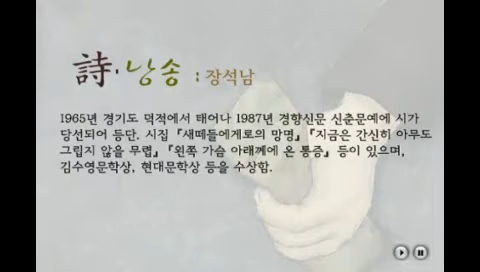 詩·낭송 : 장석남
1965년 경기도 덕적에서 태어나 1987년 경향신문 신춘문예에 시가
당선되어 등단. 시집 『새떼들에게로의 망명』『지금은 간신히 아무도
그립지 않을 무렵』『왼쪽 가슴 아래께에 온 통증』 등이 있으며,
김수영문학상, 현대문학상 등을 수상함.